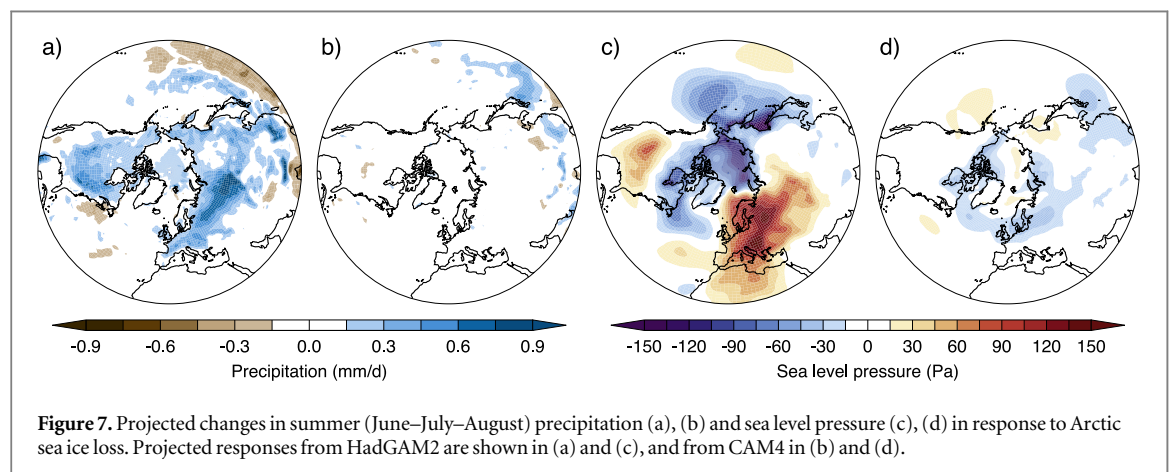 a) b) c) d)
-0.9 -0.6 -0.3 0.0 0.3 0.6 0.9
Precipitation (mm/d)
-150 -120 -90 -60 -30 0 30 60 90 120 150
Sea level pressure (Pa)
Figure 7. Projected changes in summer (June–July–August) precipitation (a), (b) and sea level pressure (c), (d) in response to Arctic
sea ice loss. Projected responses from HadGAM2 are shown in (a) and (c), and from CAM4 in (b) and (d).